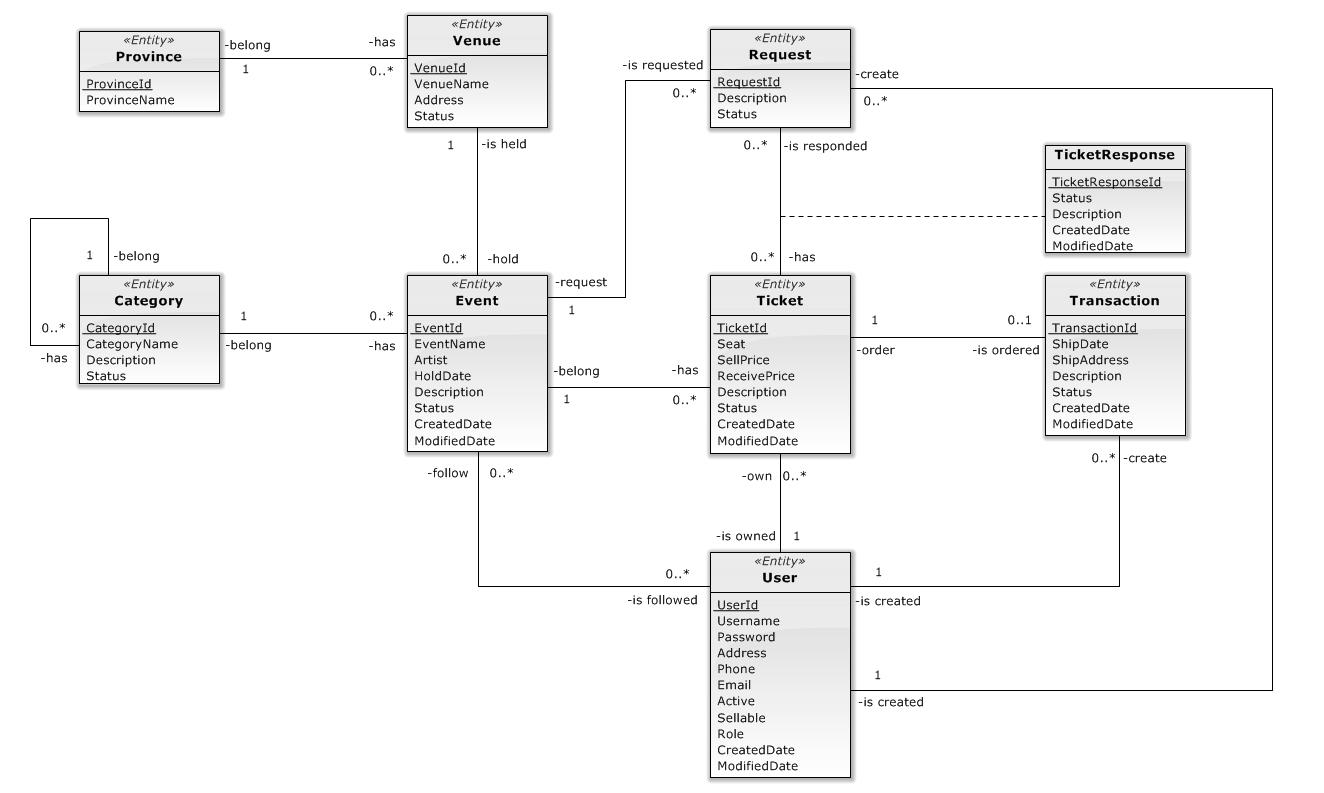 «Entity»
Province
ProvinceId
ProvinceName
-belong
1
-has
0..*
«Entity»
Venue
VenueId
VenueName
Address
Status
1
-is held
0..*
-hold
«Entity»
Request
RequestId
Description
Status
-is requested
0..*
-create
0..*
0..*
-is responded
0..*
-has
TicketResponse
TicketResponseId
Status
Description
CreatedDate
ModifiedDate
1
-belong
0..*
-has
«Entity»
Category
CategoryId
CategoryName
Description
Status
1
-belong
0..*
-has
«Entity»
Event
EventId
EventName
Artist
HoldDate
Description
Status
CreatedDate
ModifiedDate
-request
1
-belong
1
-has
0..*
«Entity»
Ticket
TicketId
Seat
SellPrice
ReceivePrice
Description
Status
CreatedDate
ModifiedDate
1
-order
0..1
-is ordered
«Entity»
Transaction
TransactionId
ShipDate
ShipAddress
Description
Status
CreatedDate
ModifiedDate
0..*
-create
-follow
0..*
-own
0..*
-is owned
1
0..*
-is followed
«Entity»
User
UserId
Username
Password
Address
Phone
Email
Active
Sellable
Role
CreatedDate
ModifiedDate
1
-is created
1
-is created